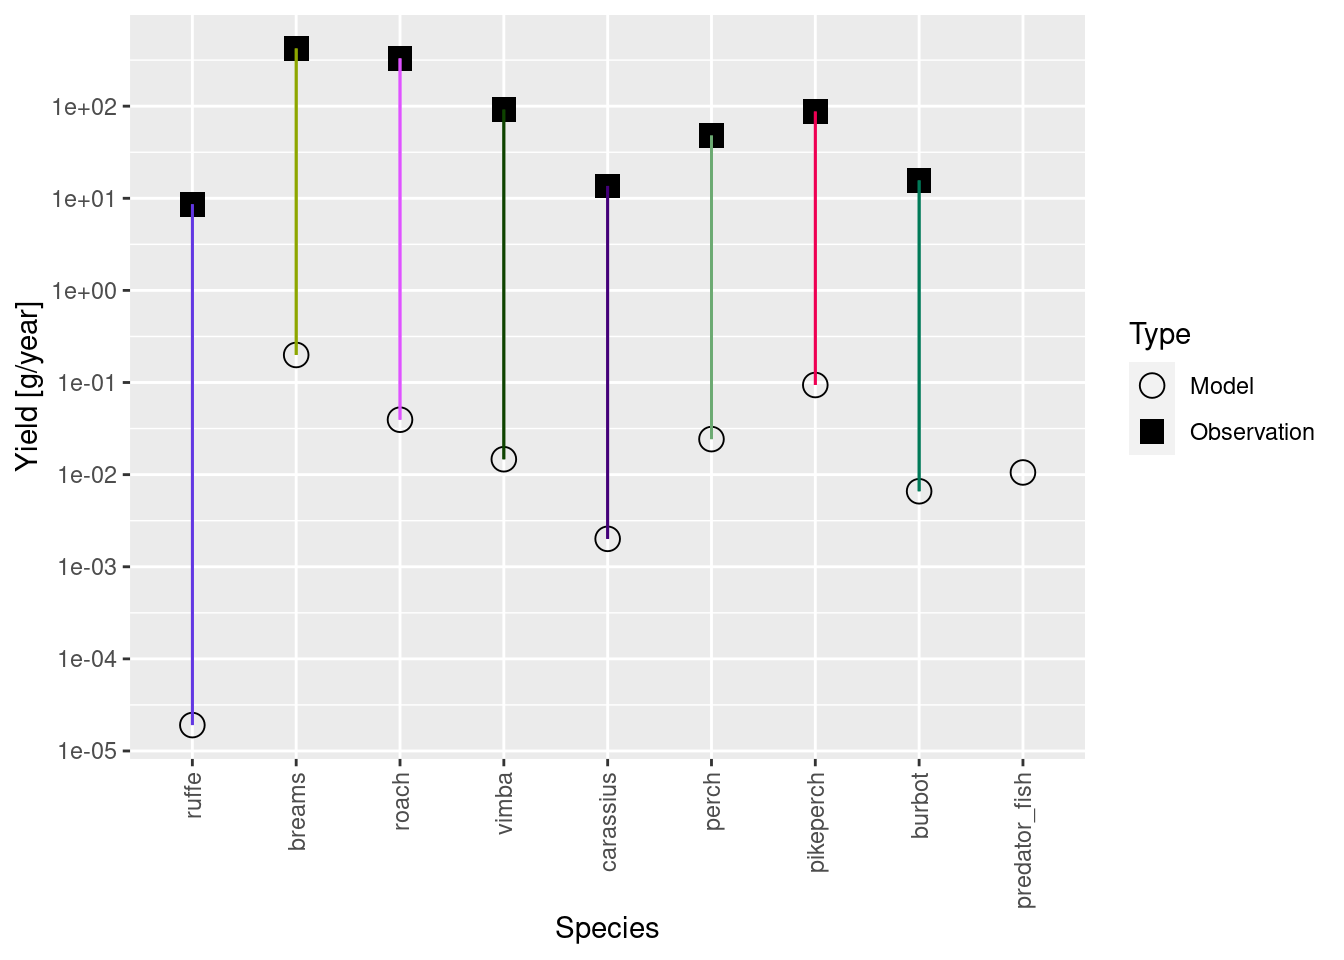 Yield [g/year]
1e+02
1e+01
1e+00
1e-01
1e-02
1e-03
1e-04
1e-05
ruffe
breams
roach
vimba
carassius
perch
pikeperch
burbot
predator_fish
Species
Type
Model
Observation